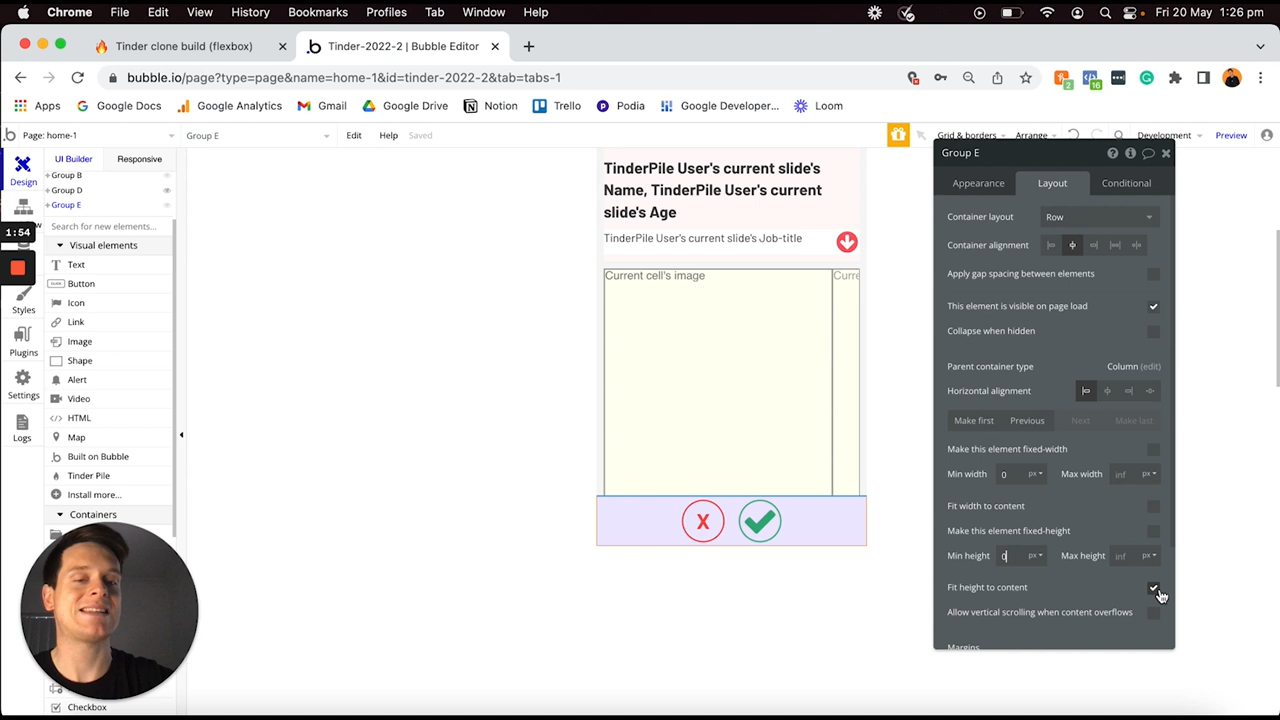 Chrome File Edit View History Bookmarks Profiles Tab Window Help Fri 20 May 1:26 pm
Tinder clone build (flexbox) Tinder-2022-2 | Bubble Editor
bubble.io/page?type=page&name=home-1&id=tinder-2022-2&tab=tabs-1 2 16
Apps Google Docs Google Analytics Gmail Google Drive Notion Trello Podia Google Developer... Loom
Page: home-1 Group E Edit Help Saved Grid & borders Arrange Development Preview
UI Builder Responsive
Group B
Group D
Group E
Search for new elements...
Visual elements
Text
Button
Icon
Link
Image
Shape
Alert
Video
HTML
Map
Built on Bubble
Tinder Pile
Install more...
Containers
Checkbox
Design
1:54
Styles
Plugins
Settings
Logs
TinderPile User's current slide's
Name, TinderPile User's current
slide's Age
TinderPile User's current slide's Job-title
Current cell's image Curre
X
Group E
Appearance Layout Conditional
Container layout Row
Container alignment
Apply gap spacing between elements
This element is visible on page load
Collapse when hidden
Parent container type Column (edit)
Horizontal alignment
Make first Previous Next Make last
Make this element fixed-width
Min width 0 px Max width inf px
Fit width to content
Make this element fixed-height
Min height 0 px Max height inf px
Fit height to content
Allow vertical scrolling when content overflows
Margins